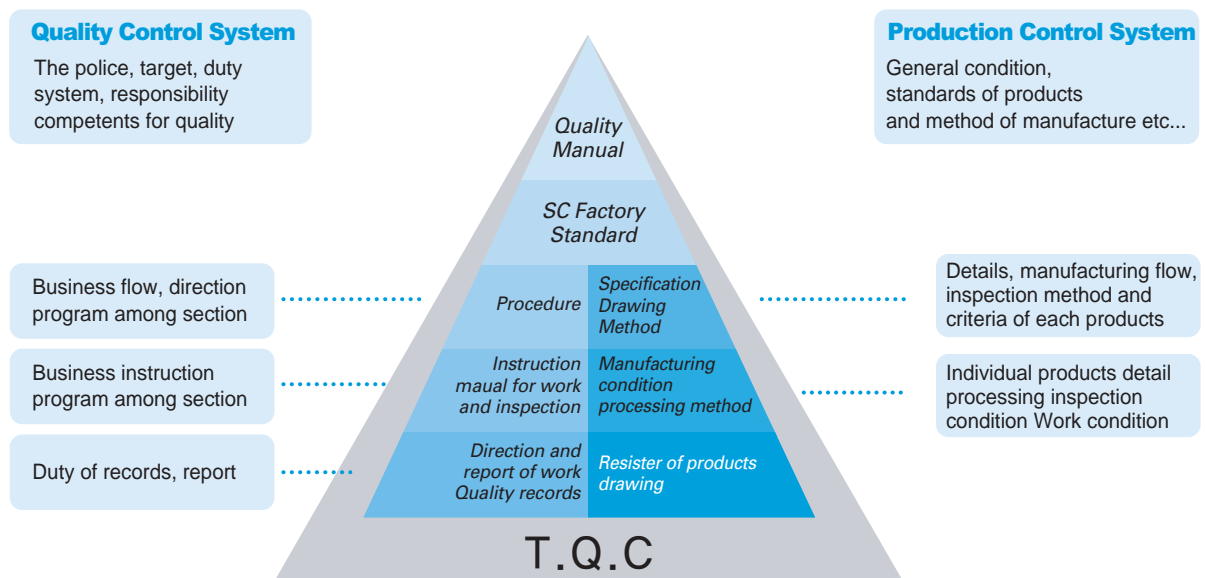 Quality Control System
The police, target, duty
system, responsibility
competents for quality
Production Control System
General condition,
standards of products
and method of manufacture etc...
Quality
Manual
SC Factory
Standard
Business flow, direction
program among section
Procedure
Specification
Drawing
Method
Details, manufacturing flow,
inspection method and
criteria of each products
Business instruction
program among section
Instruction
maual for work
and inspection
Manufacturing
condition
processing method
Individual products detail
processing inspection
condition Work condition
Duty of records, report
Direction and
report of work
Quality records
Resister of products
drawing
T.Q.C